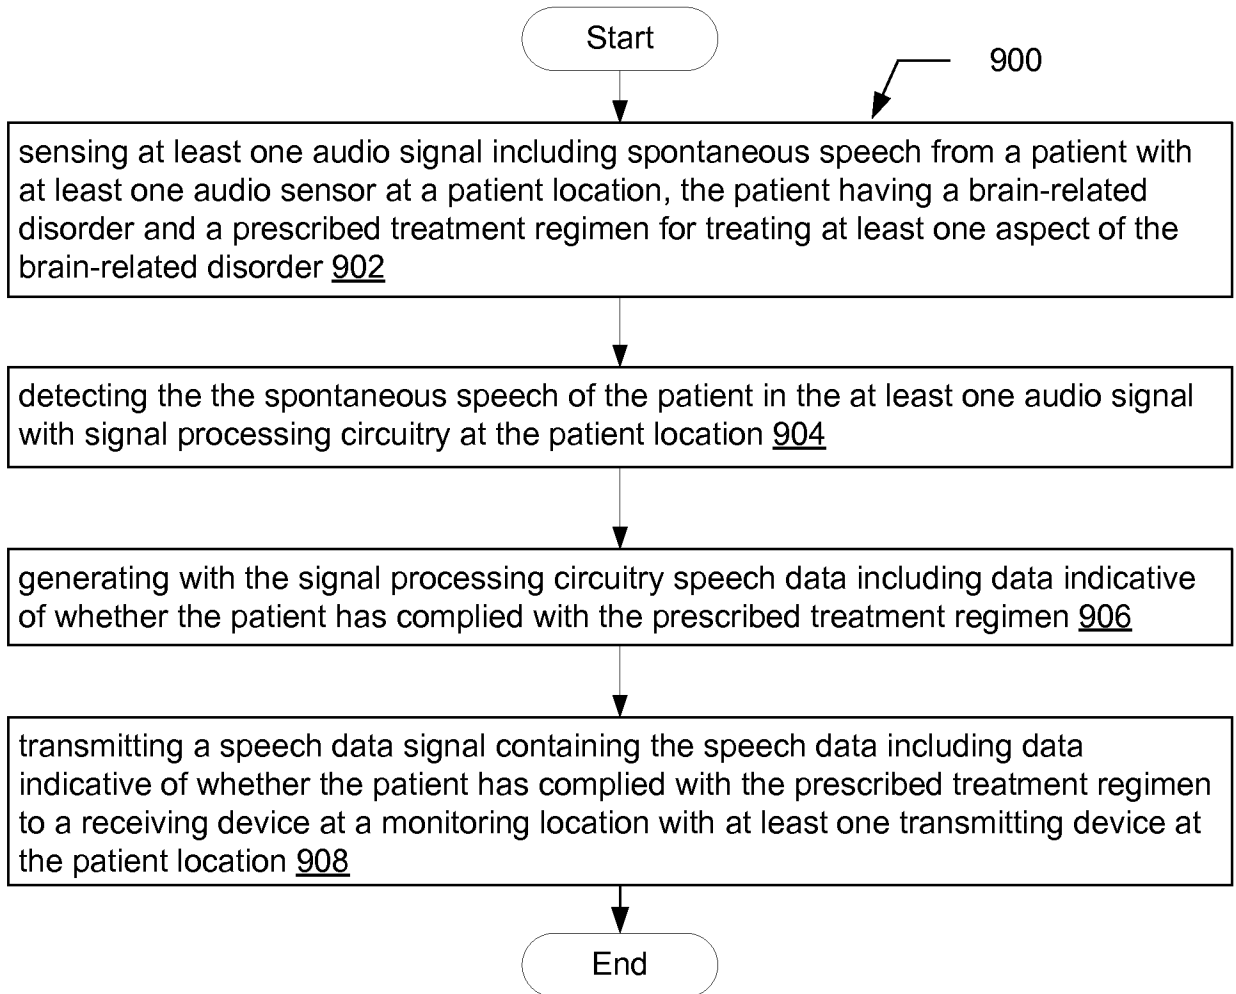 Start
900
sensing at least one audio signal including spontaneous speech from a patient with
at least one audio sensor at a patient location, the patient having a brain-related
disorder and a prescribed treatment regimen for treating at least one aspect of the
brain-related disorder 902
detecting the the spontaneous speech of the patient in the at least one audio signal
with signal processing circuitry at the patient location 904
generating with the signal processing circuitry speech data including data indicative
of whether the patient has complied with the prescribed treatment regimen 906
transmitting a speech data signal containing the speech data including data
indicative of whether the patient has complied with the prescribed treatment regimen
to a receiving device at a monitoring location with at least one transmitting device at
the patient location 908
End